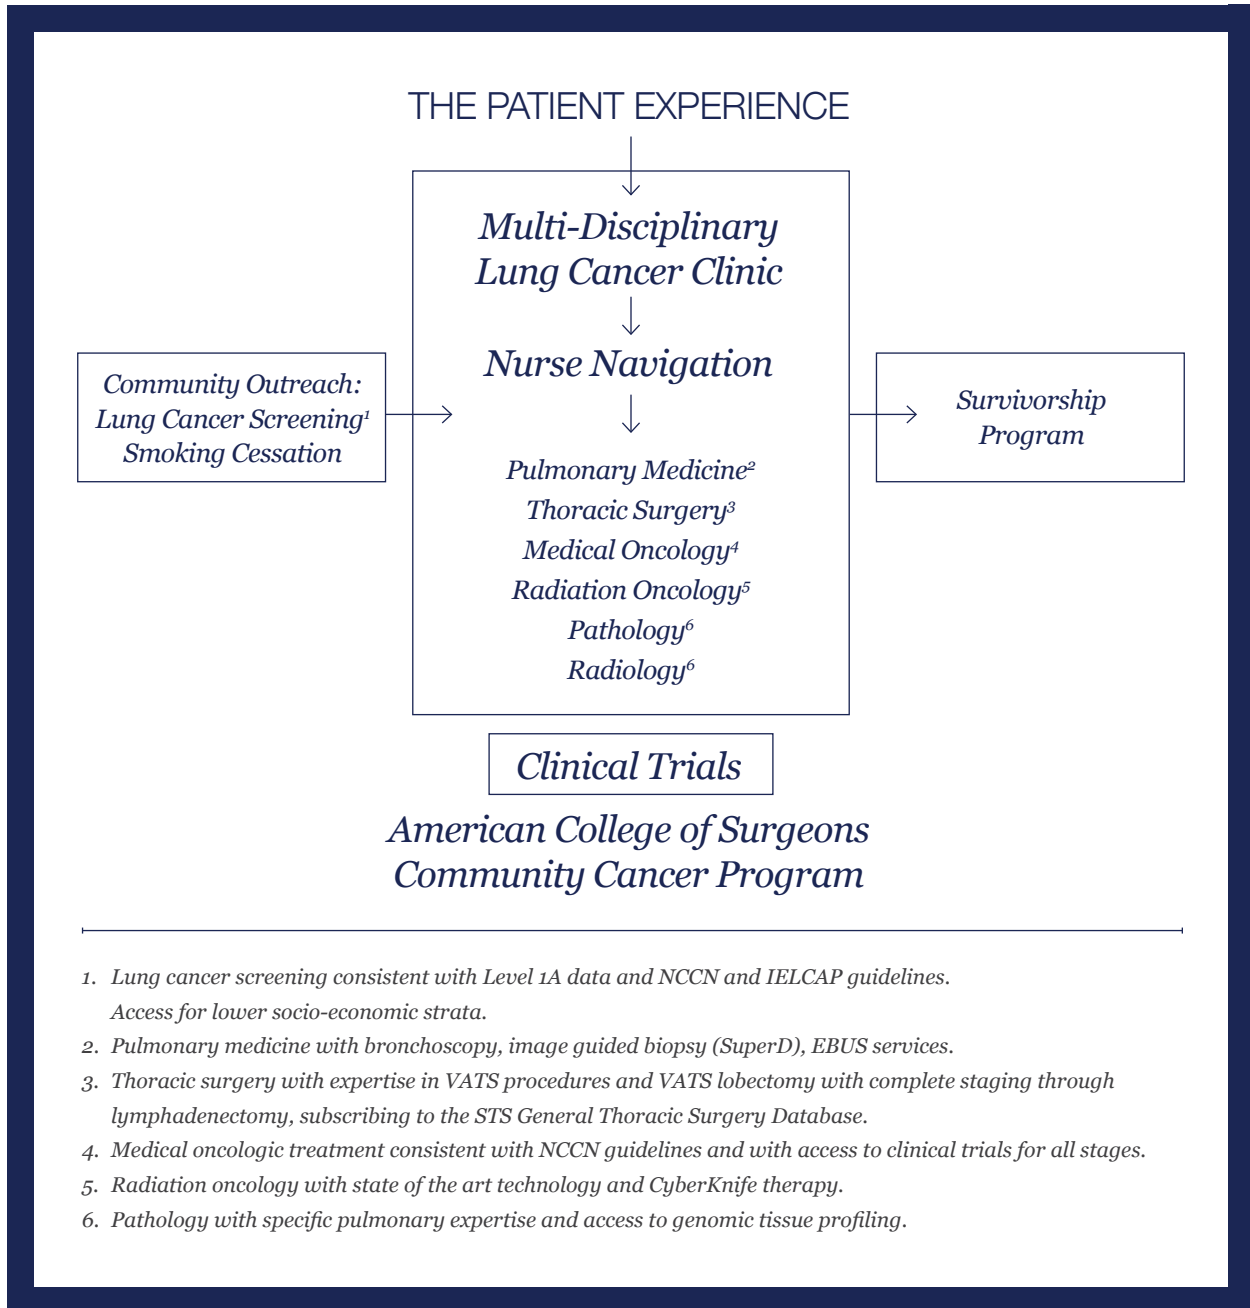 THE PATIENT EXPERIENCE
Multi-Disciplinary
Lung Cancer Clinic
Nurse Navigation
Community Outreach:
Lung Cancer Screening¹
Smoking Cessation
Survivorship
Program
Pulmonary Medicine²
Thoracic Surgery³
Medical Oncology⁴
Radiation Oncology⁵
Pathology⁶
Radiology⁶
Clinical Trials
American College of Surgeons
Community Cancer Program
1. Lung cancer screening consistent with Level 1A data and NCCN and IELCAP guidelines.
Access for lower socio-economic strata.
2. Pulmonary medicine with bronchoscopy, image guided biopsy (SuperD), EBUS services.
3. Thoracic surgery with expertise in VATS procedures and VATS lobectomy with complete staging through
lymphadenectomy, subscribing to the STS General Thoracic Surgery Database.
4. Medical oncologic treatment consistent with NCCN guidelines and with access to clinical trials for all stages.
5. Radiation oncology with state of the art technology and CyberKnife therapy.
6. Pathology with specific pulmonary expertise and access to genomic tissue profiling.